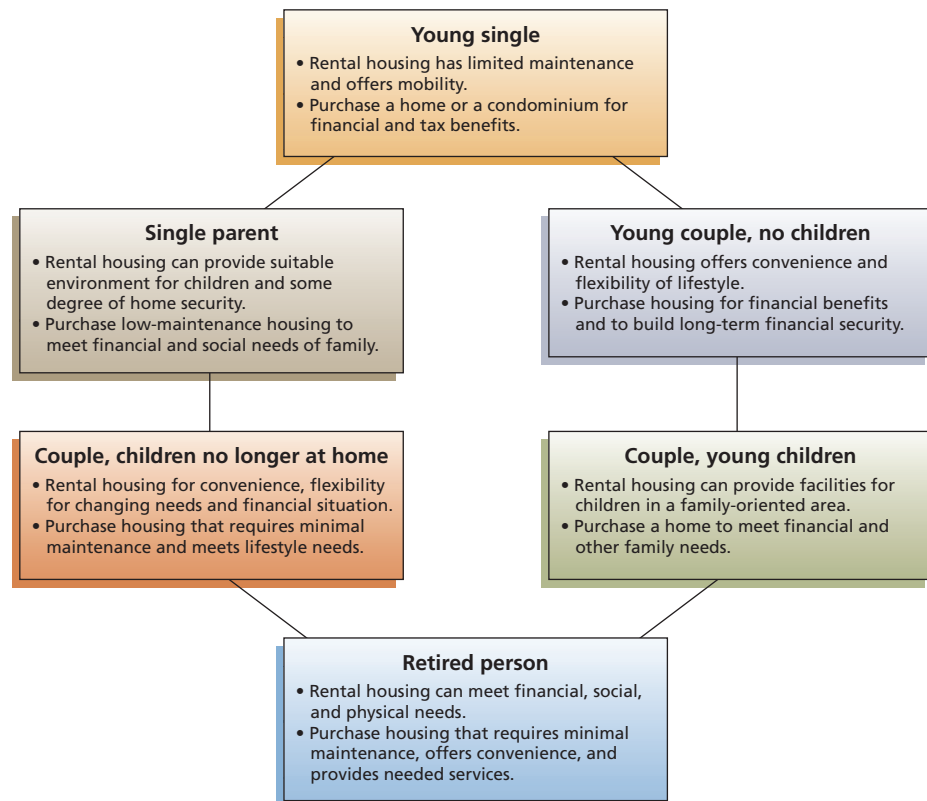 Young single
• Rental housing has limited maintenance
and offers mobility.
• Purchase a home or a condominium for
financial and tax benefits.
Single parent
• Rental housing can provide suitable
environment for children and some
degree of home security.
• Purchase low-maintenance housing to
meet financial and social needs of family.
Young couple, no children
• Rental housing offers convenience and
flexibility of lifestyle.
• Purchase housing for financial benefits
and to build long-term financial security.
Couple, children no longer at home
• Rental housing for convenience, flexibility
for changing needs and financial situation.
• Purchase housing that requires minimal
maintenance and meets lifestyle needs.
Couple, young children
• Rental housing can provide facilities for
children in a family-oriented area.
• Purchase a home to meet financial and
other family needs.
Retired person
• Rental housing can meet financial, social,
and physical needs.
• Purchase housing that requires minimal
maintenance, offers convenience, and
provides needed services.